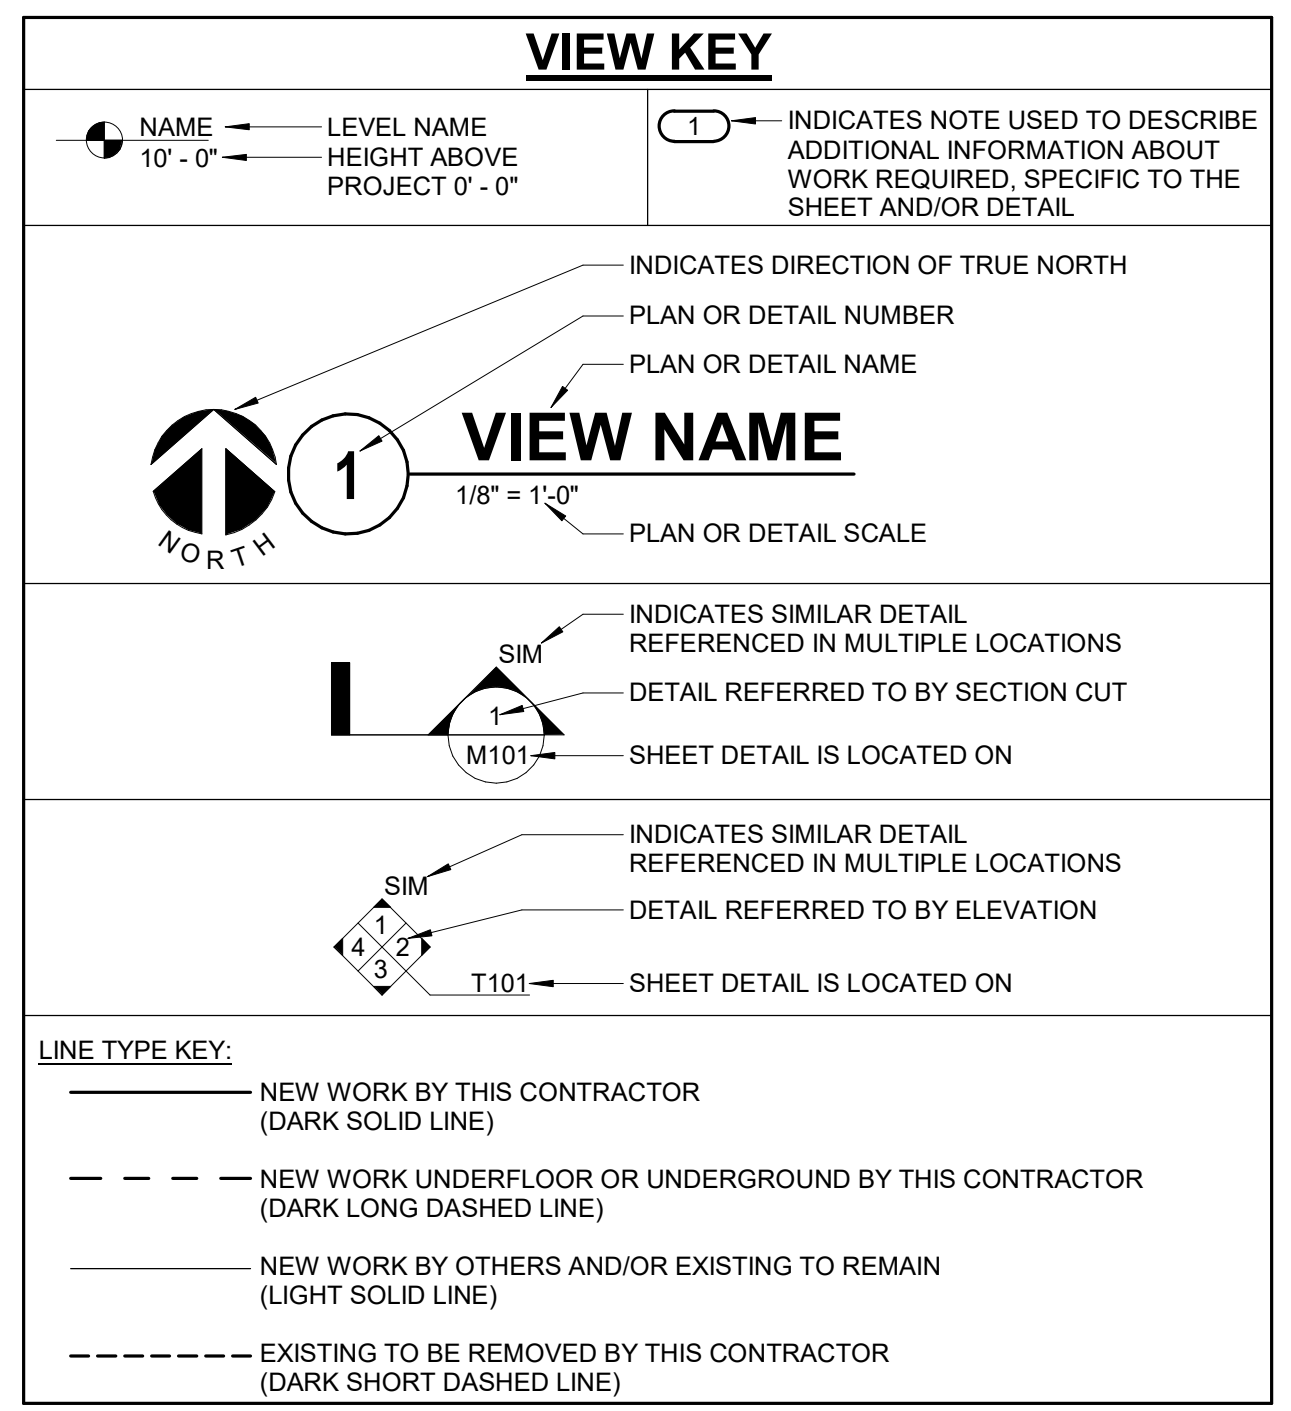 VIEW KEY
NAME
10' - 0"
LEVEL NAME
HEIGHT ABOVE
PROJECT 0' - 0"
1
INDICATES NOTE USED TO DESCRIBE
ADDITIONAL INFORMATION ABOUT
WORK REQUIRED, SPECIFIC TO THE
SHEET AND/OR DETAIL
INDICATES DIRECTION OF TRUE NORTH
PLAN OR DETAIL NUMBER
PLAN OR DETAIL NAME
NORTH
1
VIEW NAME
1/8" = 1'-0"
PLAN OR DETAIL SCALE
SIM
1
M101
INDICATES SIMILAR DETAIL
REFERENCED IN MULTIPLE LOCATIONS
DETAIL REFERRED TO BY SECTION CUT
SHEET DETAIL IS LOCATED ON
SIM
1
4 2
3
T101
INDICATES SIMILAR DETAIL
REFERENCED IN MULTIPLE LOCATIONS
DETAIL REFERRED TO BY ELEVATION
SHEET DETAIL IS LOCATED ON
LINE TYPE KEY:
NEW WORK BY THIS CONTRACTOR
(DARK SOLID LINE)
NEW WORK UNDERFLOOR OR UNDERGROUND BY THIS CONTRACTOR
(DARK LONG DASHED LINE)
NEW WORK BY OTHERS AND/OR EXISTING TO REMAIN
(LIGHT SOLID LINE)
EXISTING TO BE REMOVED BY THIS CONTRACTOR
(DARK SHORT DASHED LINE)